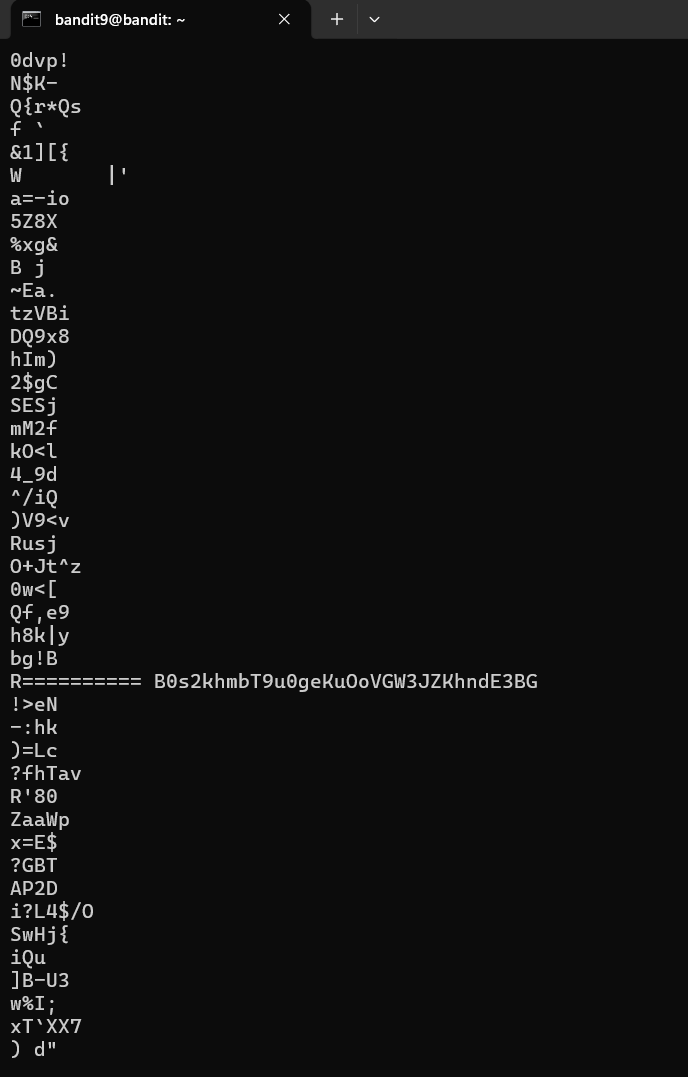 bandit9@bandit: ~
0dvp!
N$K-
Q{r*Qs
f `
&1][{
W       |'
a=-io
5Z8X
%xg&
B j
~Ea.
tzVBi
DQ9x8
hIm)
2$gC
SESj
mM2f
kO<l
4_9d
^/iQ
)V9<v
Rusj
O+Jt^z
0w<[
Qf,e9
h8k|y
bg!B
R========== B0s2khmbT9u0geKuOoVGW3JZKhndE3BG
!>eN
-:hk
)=Lc
?fhTav
R'80
ZaaWp
x=E$
?GBT
AP2D
i?L4$/O
SwHj{
iQu
]B-U3
w%I;
xT`XX7
) d"